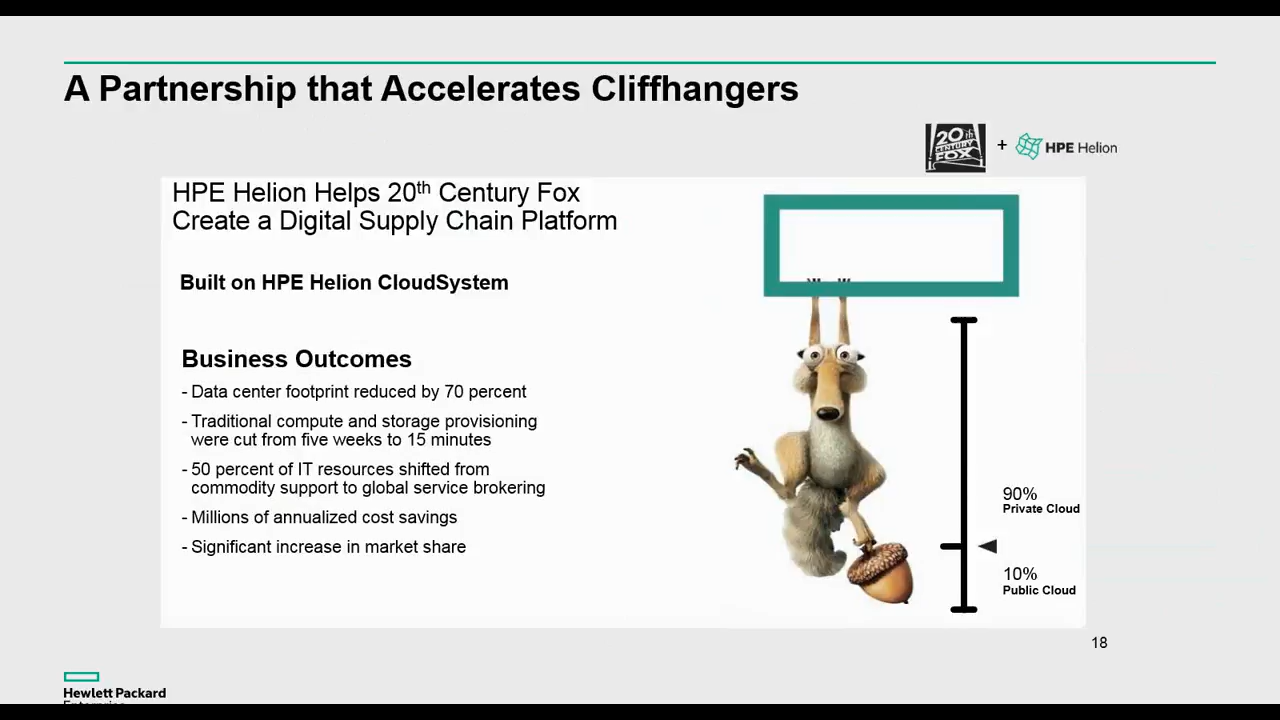 A Partnership that Accelerates Cliffhangers
20th
CENTURY
FOX
+
HPE Helion
HPE Helion Helps 20th Century Fox
Create a Digital Supply Chain Platform
Built on HPE Helion CloudSystem
Business Outcomes
- Data center footprint reduced by 70 percent
- Traditional compute and storage provisioning
were cut from five weeks to 15 minutes
- 50 percent of IT resources shifted from
commodity support to global service brokering
- Millions of annualized cost savings
- Significant increase in market share
90%
Private Cloud
10%
Public Cloud
18
Hewlett Packard
Enterprise